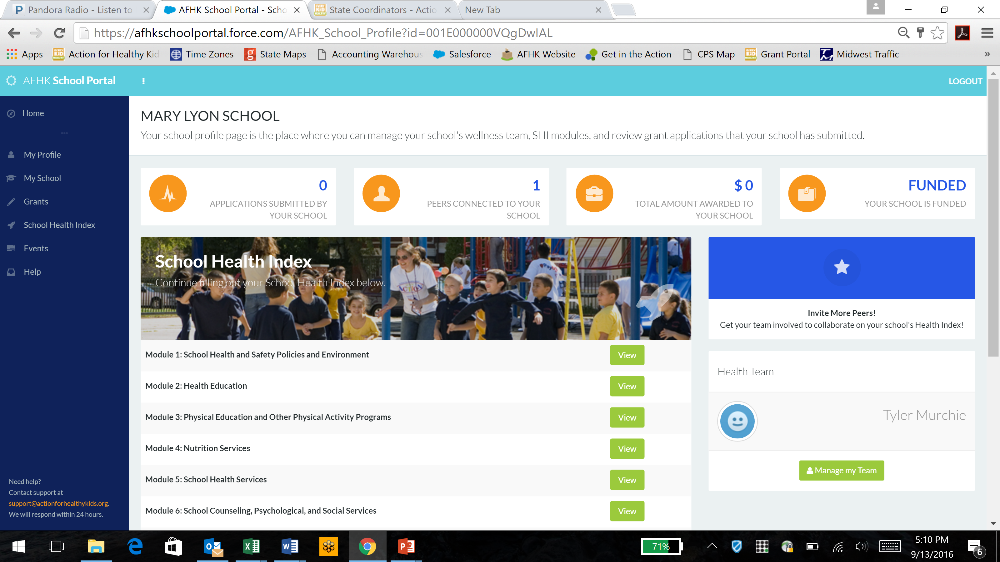 Pandora Radio - Listen to
AFHK School Portal - Scho
State Coordinators - Actio
New Tab
https://afhkschoolportal.force.com/AFHK_School_Profile?id=001E000000VQgDwIAL
Apps
Action for Healthy Kid
Time Zones
State Maps
Accounting Warehous
Salesforce
AFHK Website
Get in the Action
CPS Map
Grant Portal
Midwest Traffic
»
AFHK School Portal
LOGOUT
Home
My Profile
My School
Grants
School Health Index
Events
Help
Need help?
Contact support at
support@actionforhealthykids.org.
We will respond within 24 hours.
MARY LYON SCHOOL
Your school profile page is the place where you can manage your school's wellness team, SHI modules, and review grant applications that your school has submitted.
0
APPLICATIONS SUBMITTED BY
YOUR SCHOOL
1
PEERS CONNECTED TO YOUR
SCHOOL
$ 0
TOTAL AMOUNT AWARDED TO
YOUR SCHOOL
FUNDED
YOUR SCHOOL IS FUNDED
School Health Index
Continue filling out your School Health Index below.
Module 1: School Health and Safety Policies and Environment
View
Module 2: Health Education
View
Module 3: Physical Education and Other Physical Activity Programs
View
Module 4: Nutrition Services
View
Module 5: School Health Services
View
Module 6: School Counseling, Psychological, and Social Services
View
Invite More Peers!
Get your team involved to collaborate on your school's Health Index!
Health Team
Tyler Murchie
Manage my Team
71%
5:10 PM
9/13/2016
6